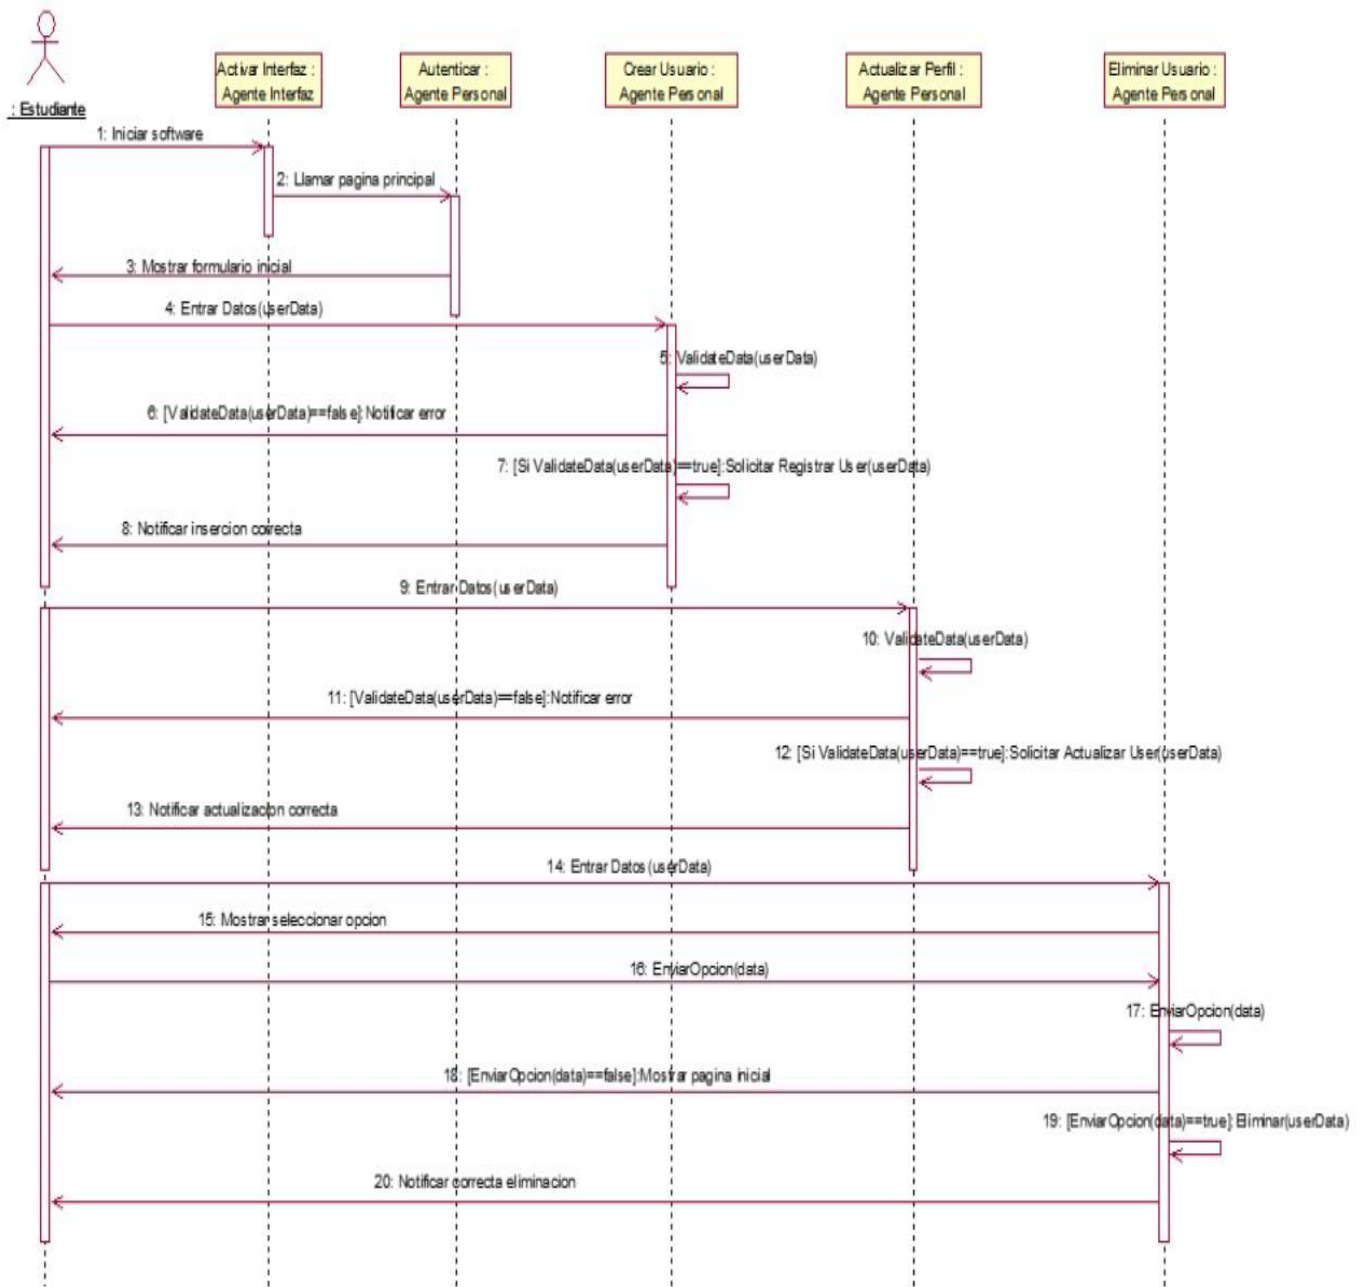 : Estudiante
Activar Interfaz :
Agente Interfaz
Autenticar :
Agente Personal
Crear Usuario :
Agente Personal
Actualizar Perfil :
Agente Personal
Eliminar Usuario :
Agente Personal
1: Iniciar software
2: Llamar pagina principal
3: Mostrar formulario inicial
4: Entrar Datos(userData)
5: ValidateData(userData)
6: [ValidateData(userData)==false]:Notificar error
7: [Si ValidateData(userData)==true]:Solicitar Registrar User(userData)
8: Notificar insercion correcta
9: Entrar Datos(userData)
10: ValidateData(userData)
11: [ValidateData(userData)==false]:Notificar error
12: [Si ValidateData(userData)==true]:Solicitar Actualizar User(userData)
13: Notificar actualizacion correcta
14: Entrar Datos(userData)
15: Mostrar seleccionar opcion
16: EnviarOpcion(data)
17: EnviarOpcion(data)
18: [EnviarOpcion(data)==false]:Mostrar pagina inicial
19: [EnviarOpcion(data)==true]:Eliminar(userData)
20: Notificar correcta eliminacion